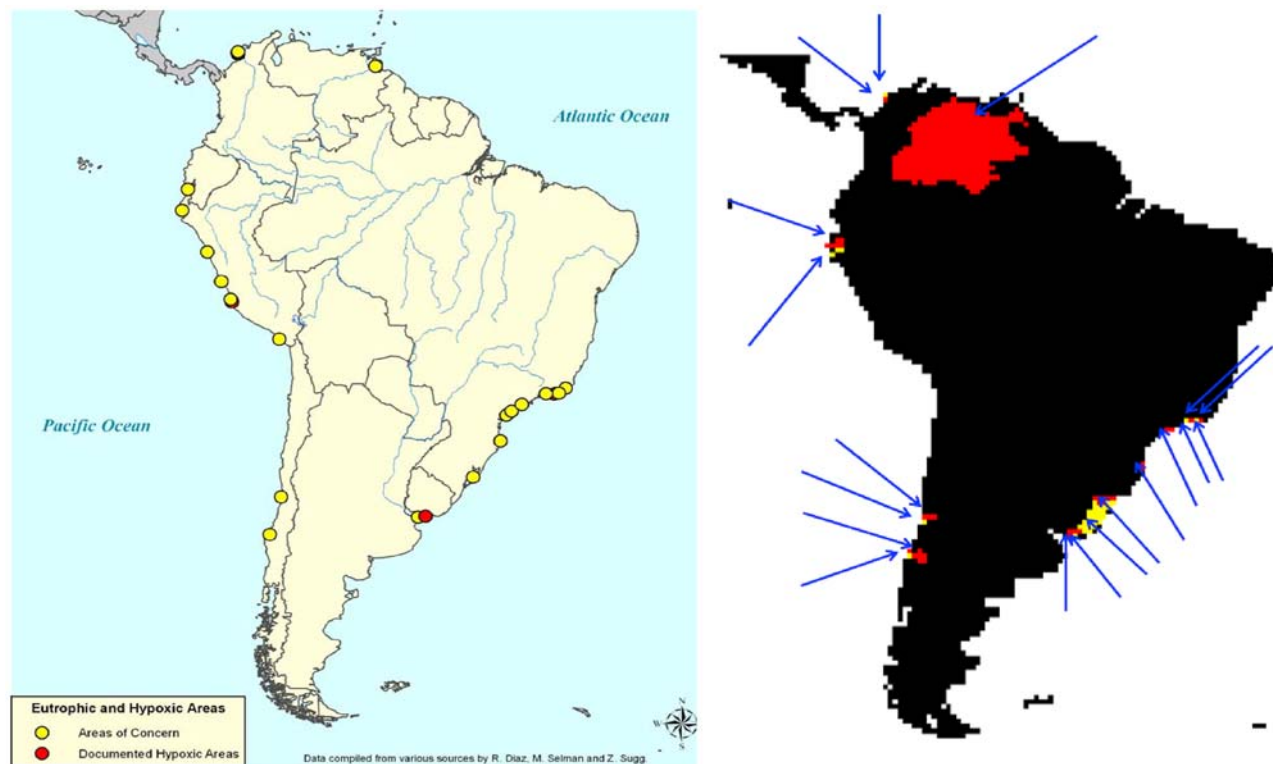 Atlantic Ocean
Pacific Ocean
Eutrophic and Hypoxic Areas
Areas of Concern
Documented Hypoxic Areas
N
W
E
S
Data compiled from various sources by R. Diaz, M. Selman and Z. Sugg.